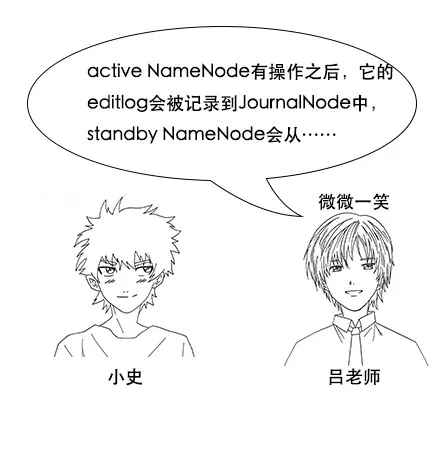 active NameNode有操作之后，它的
editlog会被记录到JournalNode中，
standby NameNode会从……
微微一笑
小史
吕老师